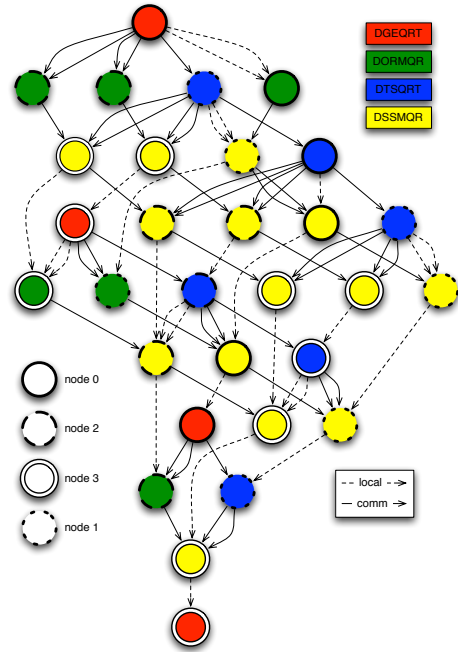 DGEQRT
DORMQR
DTSQRT
DSSMQR
node 0
node 2
node 3
node 1
local
comm